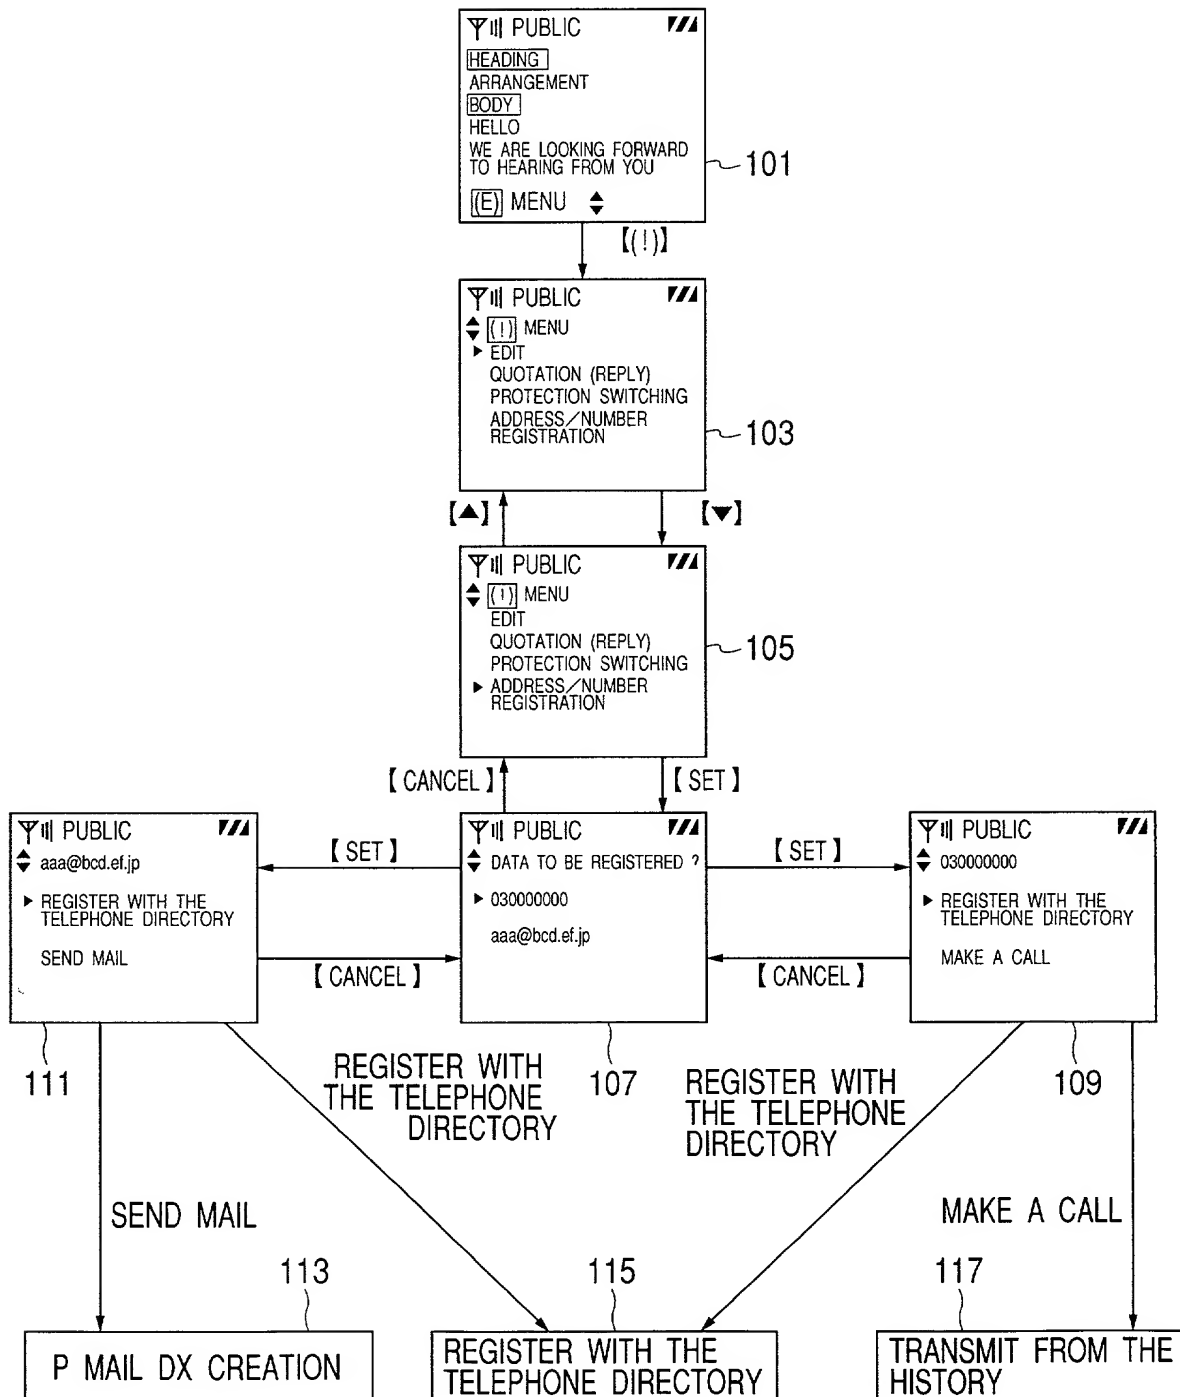 PUBLIC
HEADING
ARRANGEMENT
BODY
HELLO
WE ARE LOOKING FORWARD
TO HEARING FROM YOU
(E) MENU
101
【(!)】
PUBLIC
(!) MENU
EDIT
QUOTATION (REPLY)
PROTECTION SWITCHING
ADDRESS/NUMBER
REGISTRATION
103
【▲】
【▼】
PUBLIC
(!) MENU
EDIT
QUOTATION (REPLY)
PROTECTION SWITCHING
ADDRESS/NUMBER
REGISTRATION
105
【CANCEL】
【SET】
PUBLIC
aaa@bcd.ef.jp
REGISTER WITH THE
TELEPHONE DIRECTORY
SEND MAIL
111
【SET】
【CANCEL】
PUBLIC
DATA TO BE REGISTERED ?
030000000
aaa@bcd.ef.jp
107
【SET】
【CANCEL】
PUBLIC
030000000
REGISTER WITH THE
TELEPHONE DIRECTORY
MAKE A CALL
109
REGISTER WITH
THE TELEPHONE
DIRECTORY
REGISTER WITH
THE TELEPHONE
DIRECTORY
SEND MAIL
MAKE A CALL
113
P MAIL DX CREATION
115
REGISTER WITH THE
TELEPHONE DIRECTORY
117
TRANSMIT FROM THE
HISTORY